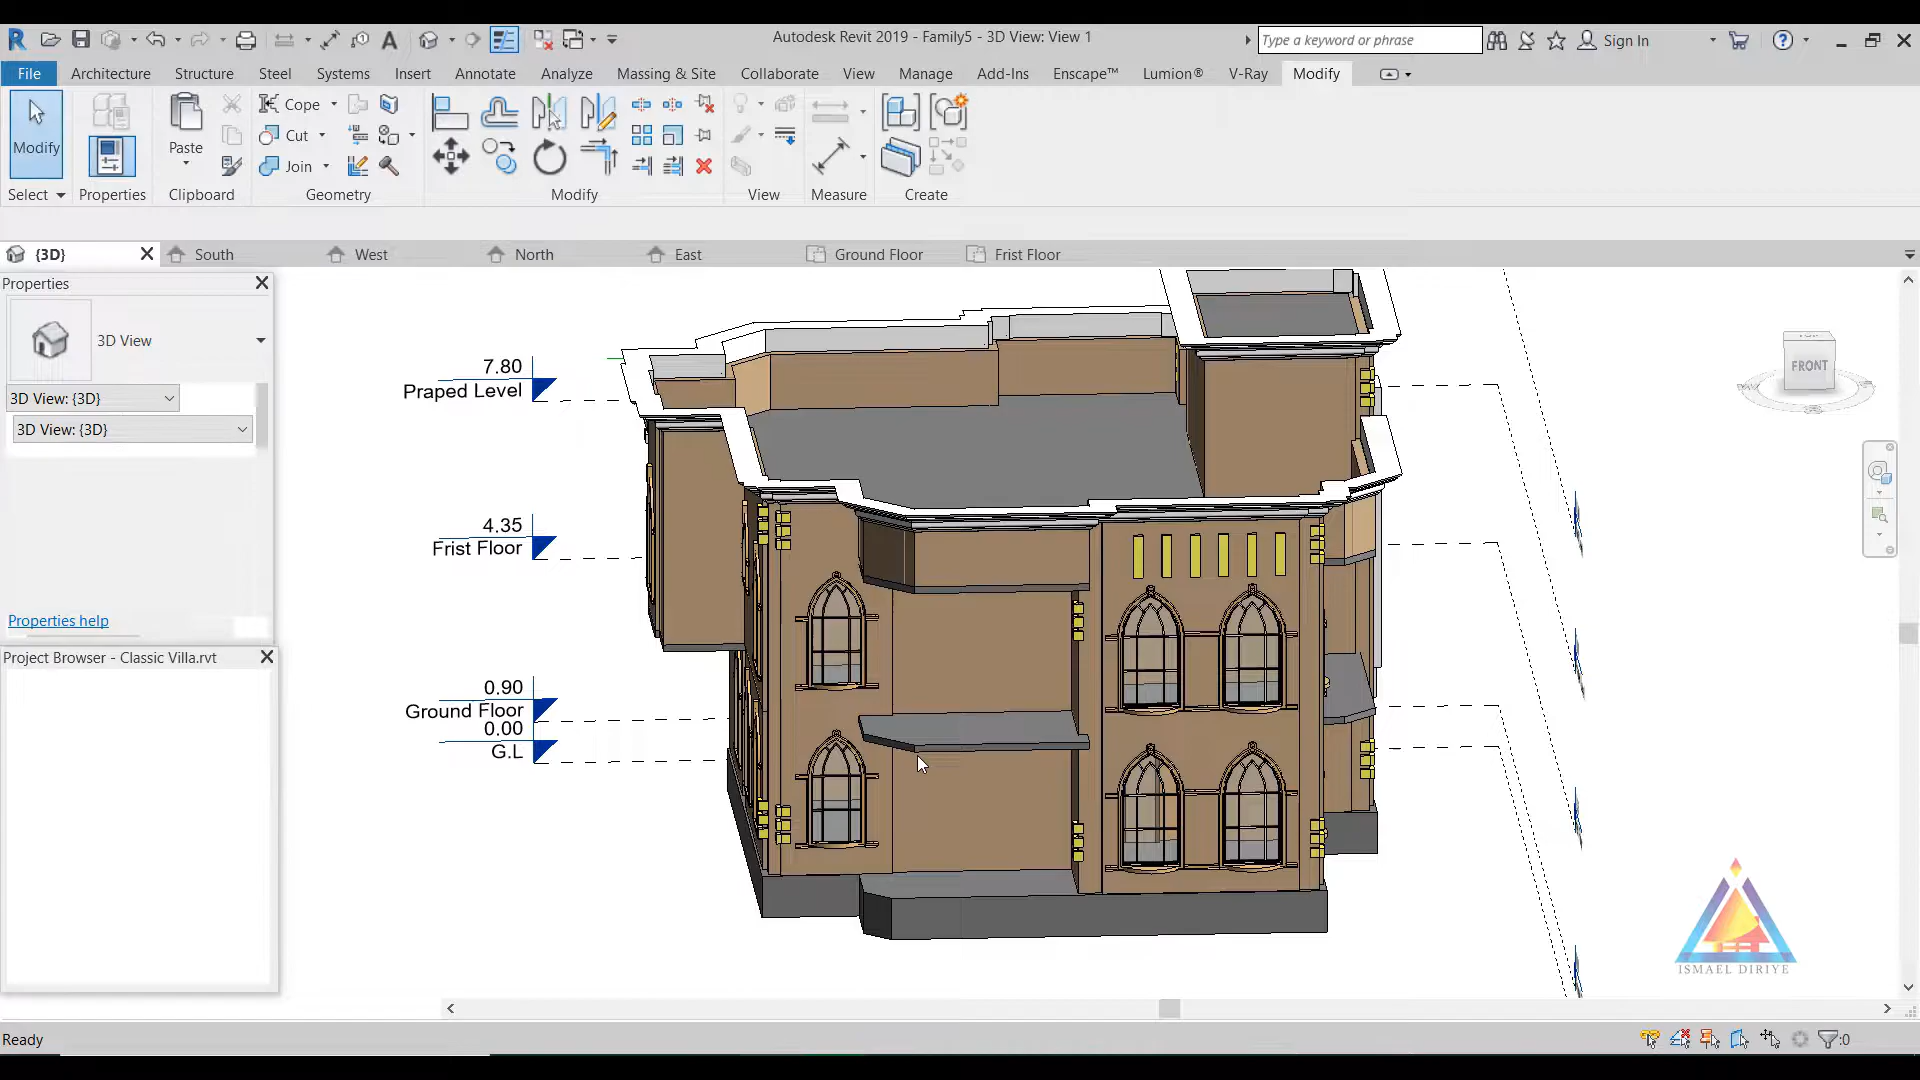 Autodesk Revit 2019 - Family5 - 3D View: View 1
Type a keyword or phrase
Sign In
File Architecture Structure Steel Systems Insert Annotate Analyze Massing & Site Collaborate View Manage Add-Ins Enscape™ Lumion® V-Ray Modify
Modify
Paste
Cope
Cut
Join
Select Properties Clipboard Geometry Modify View Measure Create
{3D} South West North East Ground Floor Frist Floor
Properties
3D View
3D View: {3D}
3D View: {3D}
Properties help
Project Browser - Classic Villa.rvt
7.80
Praped Level
4.35
Frist Floor
0.90
Ground Floor
0.00
G.L
FRONT
ISMAEL DIRIYE
Ready
:0